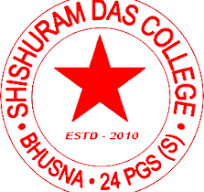 SHISHURAM DAS COLLEGE
ESTD - 2010
• BHUSNA • 24 PGS (S) •